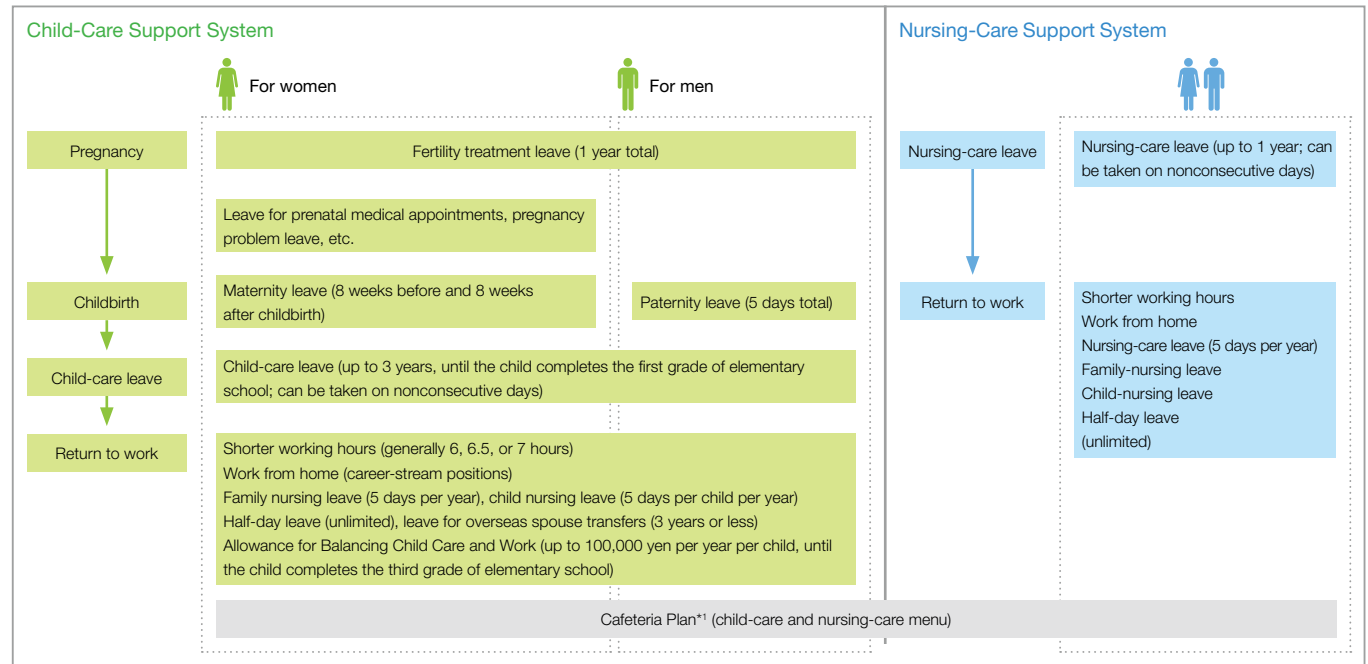 Child-Care Support System
For women
For men
Pregnancy
Fertility treatment leave (1 year total)
Leave for prenatal medical appointments, pregnancy
problem leave, etc.
Childbirth
Maternity leave (8 weeks before and 8 weeks
after childbirth)
Paternity leave (5 days total)
Child-care leave
Child-care leave (up to 3 years, until the child completes the first grade of elementary
school; can be taken on nonconsecutive days)
Return to work
Shorter working hours (generally 6, 6.5, or 7 hours)
Work from home (career-stream positions)
Family nursing leave (5 days per year), child nursing leave (5 days per child per year)
Half-day leave (unlimited), leave for overseas spouse transfers (3 years or less)
Allowance for Balancing Child Care and Work (up to 100,000 yen per year per child, until
the child completes the third grade of elementary school)
Nursing-Care Support System
Nursing-care leave
Nursing-care leave (up to 1 year; can
be taken on nonconsecutive days)
Return to work
Shorter working hours
Work from home
Nursing-care leave (5 days per year)
Family-nursing leave
Child-nursing leave
Half-day leave
(unlimited)
Cafeteria Plan*1 (child-care and nursing-care menu)